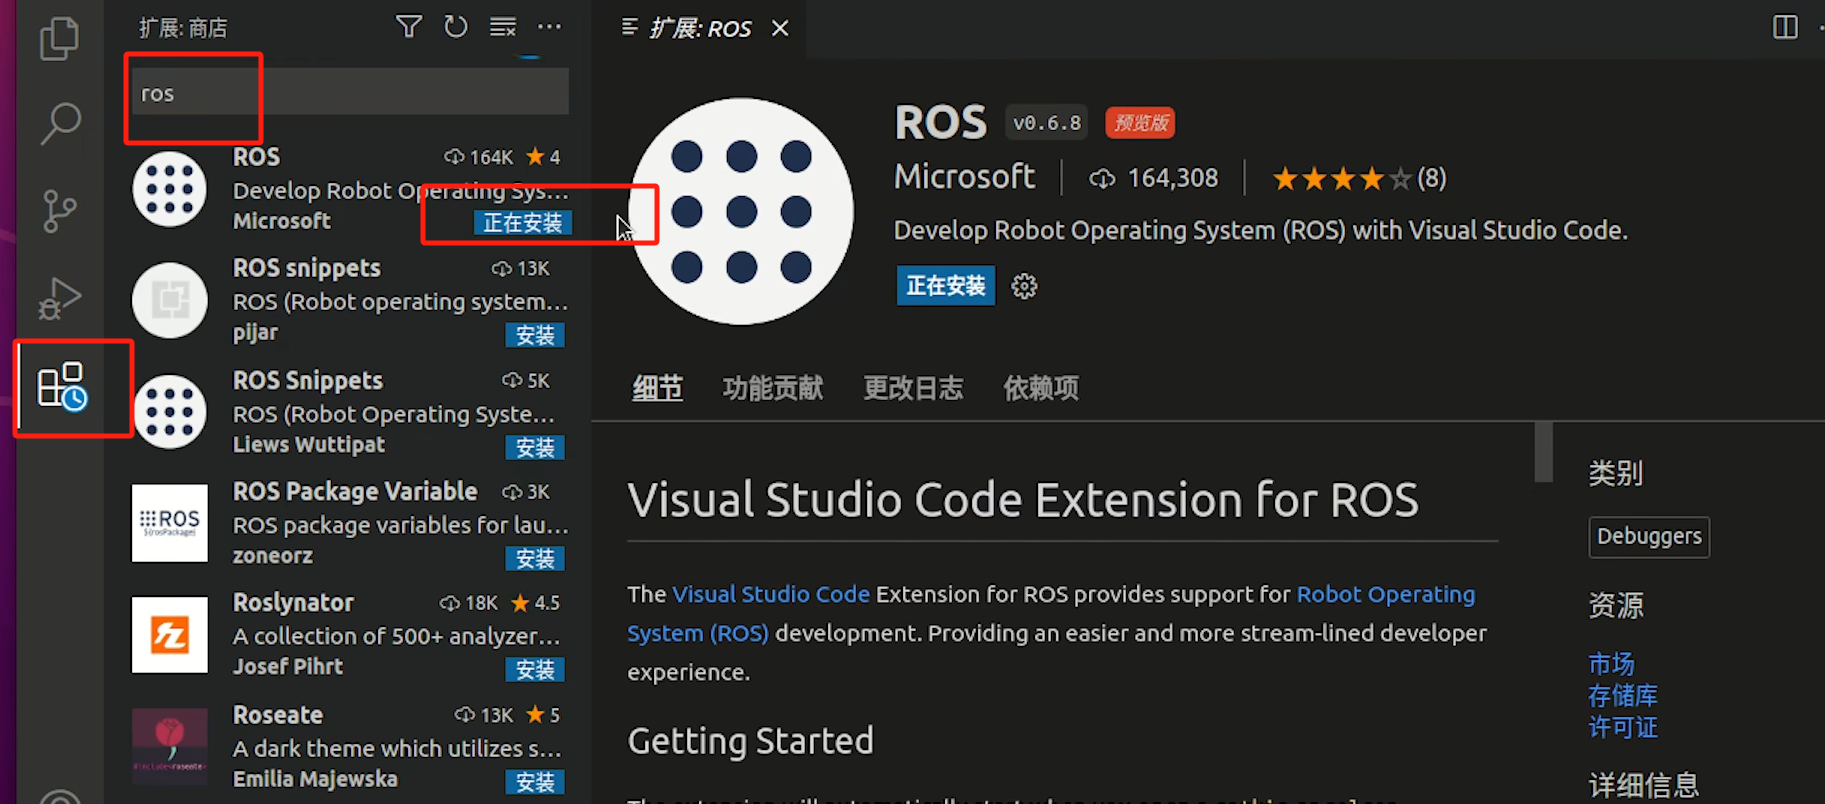 扩展: 商店
ros
ROS 164K 4
Develop Robot Operating Sys...
Microsoft 正在安装
ROS snippets 13K
ROS (Robot operating system...
pijar 安装
ROS Snippets 5K
ROS (Robot Operating Syste...
Liews Wuttipat 安装
ROS Package Variable 3K
ROS package variables for lau...
zoneorz 安装
Roslynator 18K 4.5
A collection of 500+ analyzer...
Josef Pihrt 安装
Roseate 13K 5
A dark theme which utilizes s...
Emilia Majewska 安装
扩展: ROS
ROS v0.6.8 预览版
Microsoft 164,308 (8)
Develop Robot Operating System (ROS) with Visual Studio Code.
正在安装
细节 功能贡献 更改日志 依赖项
Visual Studio Code Extension for ROS
The Visual Studio Code Extension for ROS provides support for Robot Operating
System (ROS) development. Providing an easier and more stream-lined developer
experience.
Getting Started
类别
Debuggers
资源
市场
存储库
许可证
详细信息